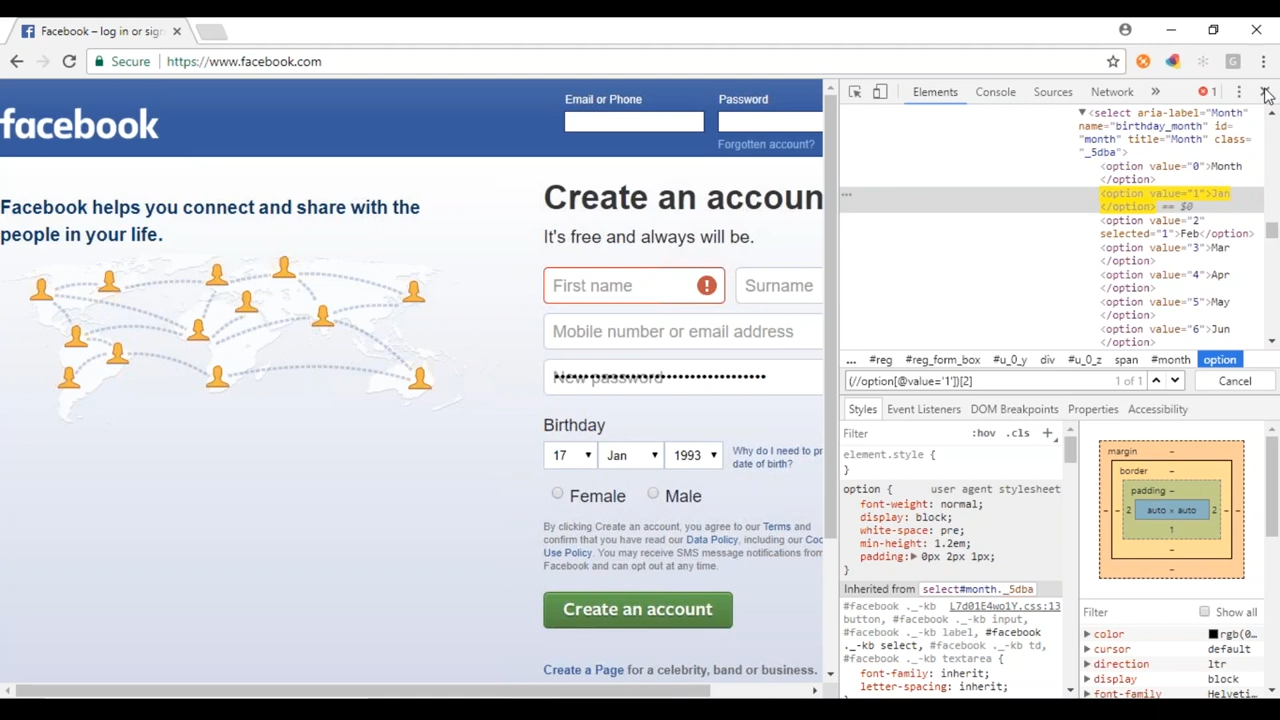 Facebook – log in or sig
Secure
https://www.facebook.com
G
facebook
Email or Phone
Password
Forgotten account?
Facebook helps you connect and share with the
people in your life.
Create an accoun
It's free and always will be.
First name
!
Surname
Mobile number or email address
New password
Birthday
17
Jan
1993
Why do I need to pr
date of birth?
Female
Male
By clicking Create an account, you agree to our Terms and
confirm that you have read our Data Policy, including our Coo
Use Policy. You may receive SMS message notifications from
Facebook and can opt out at any time.
Create an account
Create a Page for a celebrity, band or business.
Elements
Console
Sources
Network
»
1
<select aria-label="Month"
name="birthday_month" id=
"month" title="Month" class=
"_5dba">
<option value="0">Month
</option>
...
<option value="1">Jan
</option> == $0
<option value="2"
selected="1">Feb</option>
<option value="3">Mar
</option>
<option value="4">Apr
</option>
<option value="5">May
</option>
<option value="6">Jun
</option>
... #reg #reg_form_box #u_0_y div #u_0_z span #month option
(//option[@value='1'])[2]
1 of 1
Cancel
Styles
Event Listeners
DOM Breakpoints
Properties
Accessibility
Filter
:hov .cls +
element.style {
}
option {
user agent stylesheet
font-weight: normal;
display: block;
white-space: pre;
min-height: 1.2em;
padding: 0px 2px 1px;
}
Inherited from select#month._5dba
#facebook ._-kb L7d01E4wolY.css:13
button, #facebook ._-kb input,
#facebook ._-kb label, #facebook
._-kb select, #facebook ._-kb td,
#facebook ._-kb textarea {
font-family: inherit;
letter-spacing: inherit;
margin
-
border
-
padding -
- - 2 auto × auto 2 - -
1
-
-
Filter
Show all
color
rgb(0…
cursor
default
direction
ltr
display
block
font-family
Helveti…